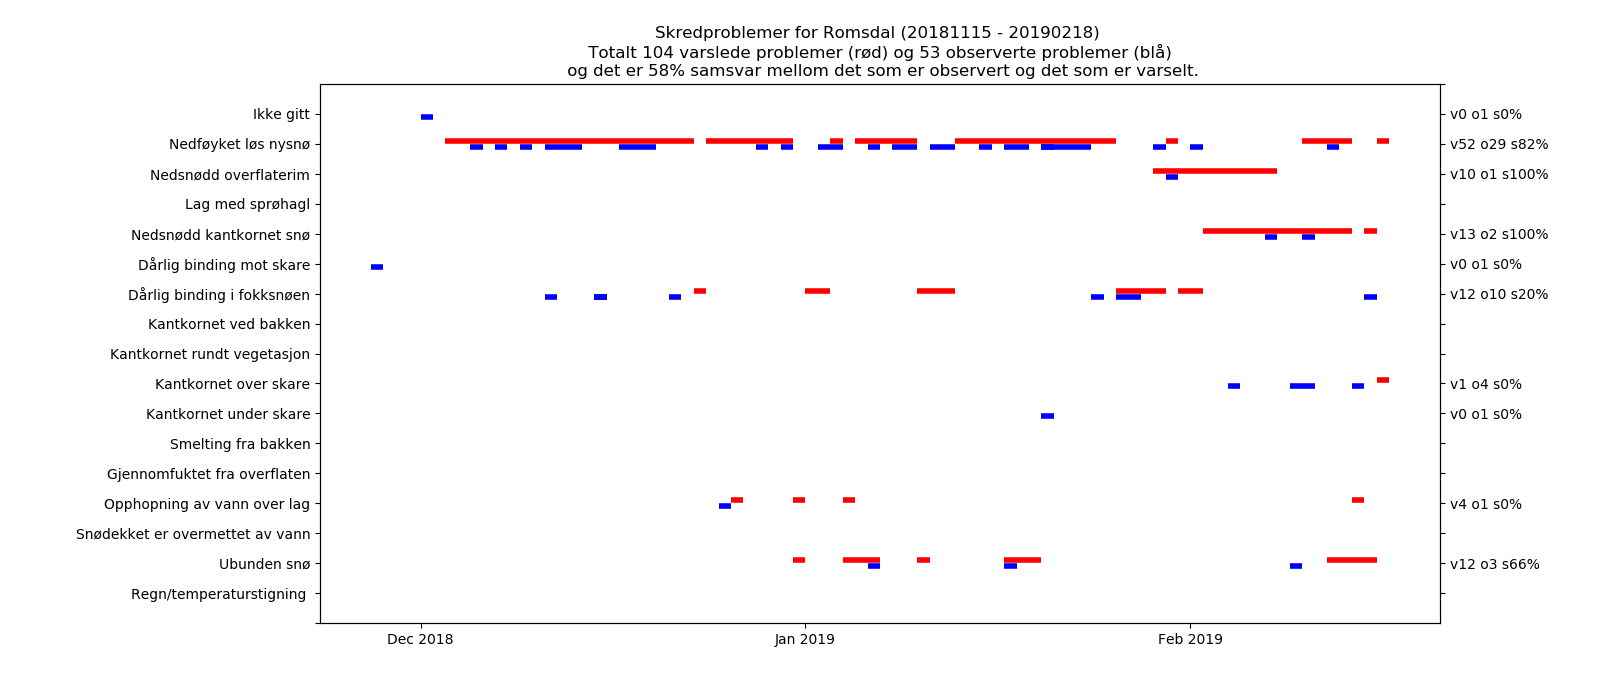 Skredproblemer for Romsdal (20181115 - 20190218)
Totalt 104 varslede problemer (rød) og 53 observerte problemer (blå)
og det er 58% samsvar mellom det som er observert og det som er varselt.
Ikke gitt v0 o1 s0%
Nedføyket løs nysnø v52 o29 s82%
Nedsnødd overflaterim v10 o1 s100%
Lag med sprøhagl
Nedsnødd kantkornet snø v13 o2 s100%
Dårlig binding mot skare v0 o1 s0%
Dårlig binding i fokksnøen v12 o10 s20%
Kantkornet ved bakken
Kantkornet rundt vegetasjon
Kantkornet over skare v1 o4 s0%
Kantkornet under skare v0 o1 s0%
Smelting fra bakken
Gjennomfuktet fra overflaten
Opphopning av vann over lag v4 o1 s0%
Snødekket er overmettet av vann
Ubunden snø v12 o3 s66%
Regn/temperaturstigning
Dec 2018 Jan 2019 Feb 2019